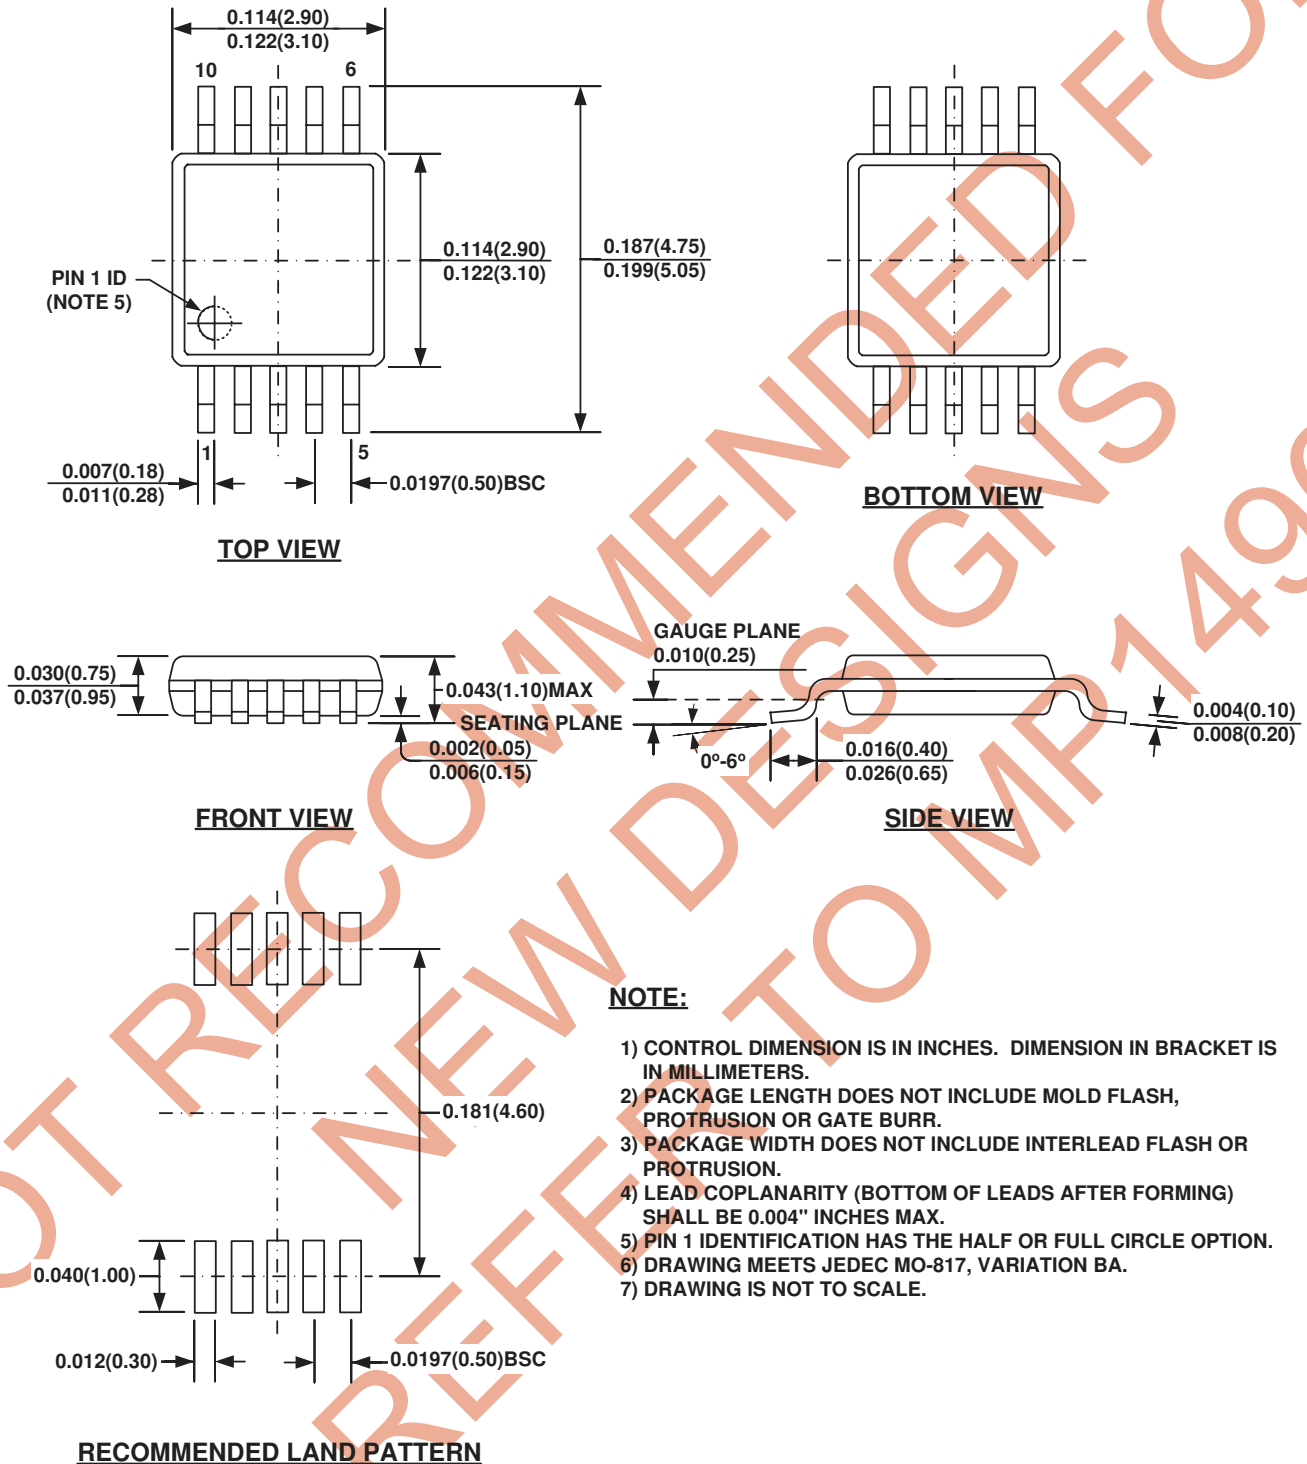 0.114(2.90)
0.122(3.10)
10
6
0.114(2.90)
0.122(3.10)
0.187(4.75)
0.199(5.05)
PIN 1 ID
(NOTE 5)
1
5
0.007(0.18)
0.011(0.28)
0.0197(0.50)BSC
TOP VIEW
BOTTOM VIEW
0.030(0.75)
0.037(0.95)
0.043(1.10)MAX
SEATING PLANE
0.002(0.05)
0.006(0.15)
FRONT VIEW
GAUGE PLANE
0.010(0.25)
0º-6º
0.016(0.40)
0.026(0.65)
0.004(0.10)
0.008(0.20)
SIDE VIEW
0.181(4.60)
0.040(1.00)
0.012(0.30)
0.0197(0.50)BSC
RECOMMENDED LAND PATTERN
NOTE:
1) CONTROL DIMENSION IS IN INCHES. DIMENSION IN BRACKET IS
IN MILLIMETERS.
2) PACKAGE LENGTH DOES NOT INCLUDE MOLD FLASH,
PROTRUSION OR GATE BURR.
3) PACKAGE WIDTH DOES NOT INCLUDE INTERLEAD FLASH OR
PROTRUSION.
4) LEAD COPLANARITY (BOTTOM OF LEADS AFTER FORMING)
SHALL BE 0.004" INCHES MAX.
5) PIN 1 IDENTIFICATION HAS THE HALF OR FULL CIRCLE OPTION.
6) DRAWING MEETS JEDEC MO-817, VARIATION BA.
7) DRAWING IS NOT TO SCALE.
OT RECOMMENDED FO
NEW DESIGNS
REFER TO MP149